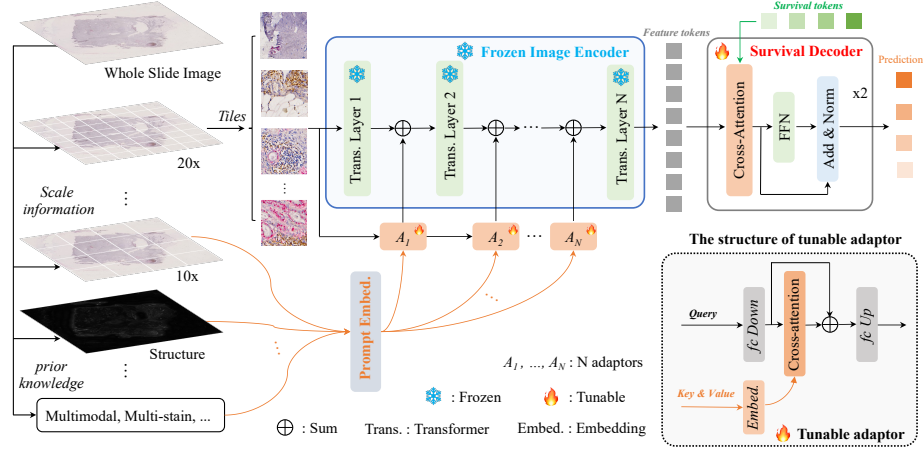 Survival tokens
Feature tokens
Frozen Image Encoder
Survival Decoder
Prediction
Whole Slide Image
Tiles
Trans. Layer 1
Trans. Layer 2
...
Trans. Layer N
Cross-Attention
FFN
Add & Norm
x2
20x
...
Scale
information
...
10x
A1
A2
...
AN
Prompt Embed.
...
...
Structure
prior
knowledge
...
Multimodal, Multi-stain, ...
A1, ..., AN : N adaptors
: Frozen
: Tunable
: Sum
Trans. : Transformer
Embed. : Embedding
The structure of tunable adaptor
Query
fc Down
Cross-attention
fc Up
Key & Value
Embed.
Tunable adaptor